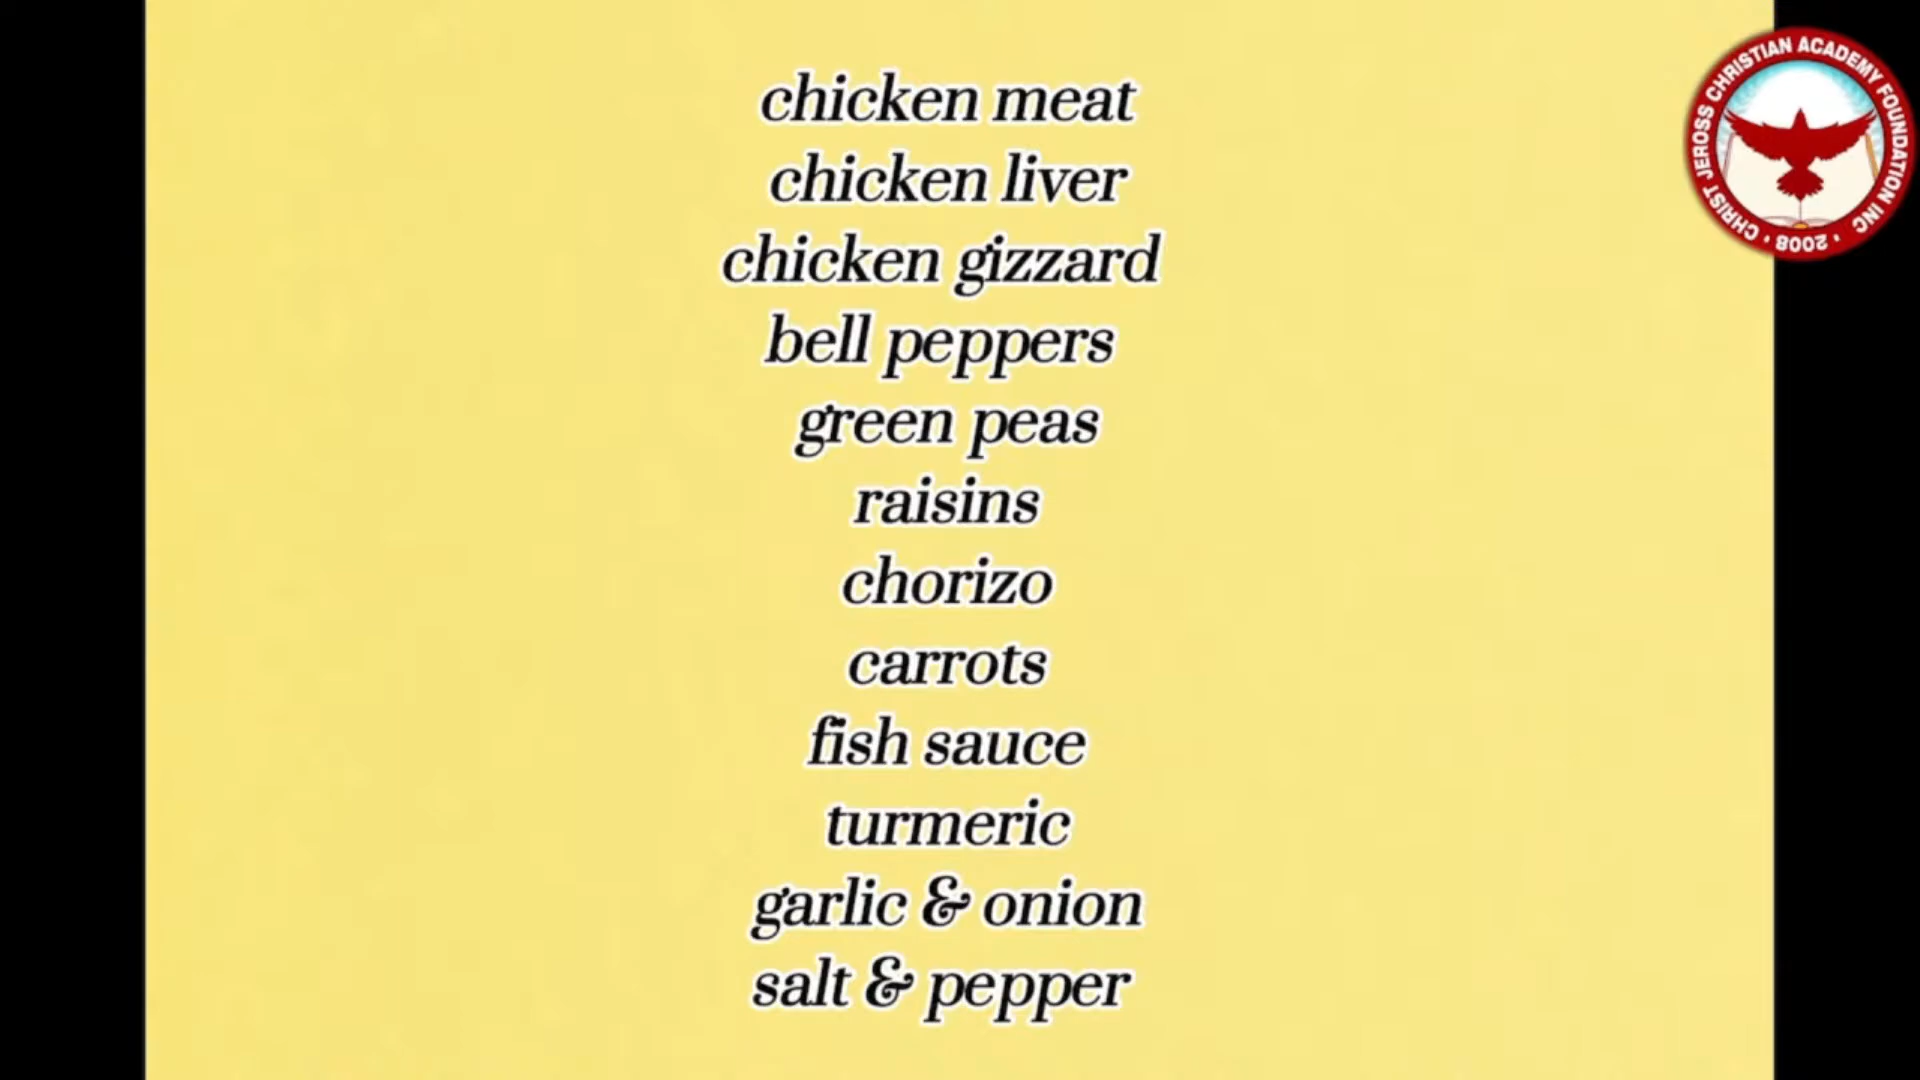 chicken meat
chicken liver
chicken gizzard
bell peppers
green peas
raisins
chorizo
carrots
fish sauce
turmeric
garlic & onion
salt & pepper
CHRIST JEROSS CHRISTIAN ACADEMY FOUNDATION INC
• 2008 •